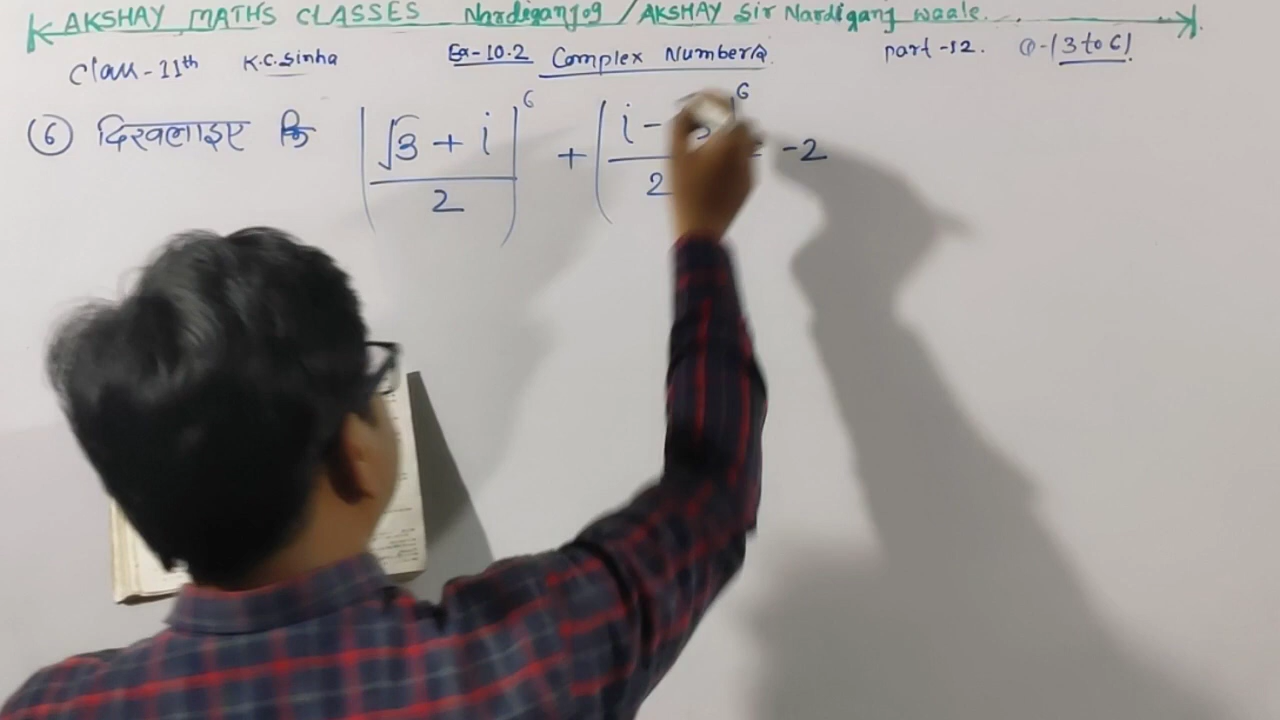 AKSHAY MATHS CLASSES Nardiganj09 / AKSHAY Sir Nardiganj waale.
Class-11th K.C.Sinha Ex-10.2 Complex Number part-12. Q-(3 to 6)
⑥ दिखलाइए कि (√3 + i / 2)^6 + (i - / 2)^6 = -2